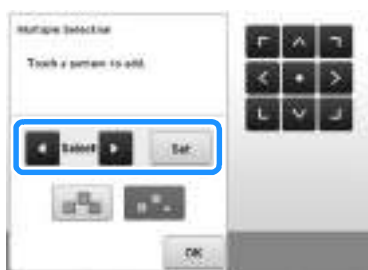 Multiple Selection
Touch a pattern to add.
Select
Set
OK